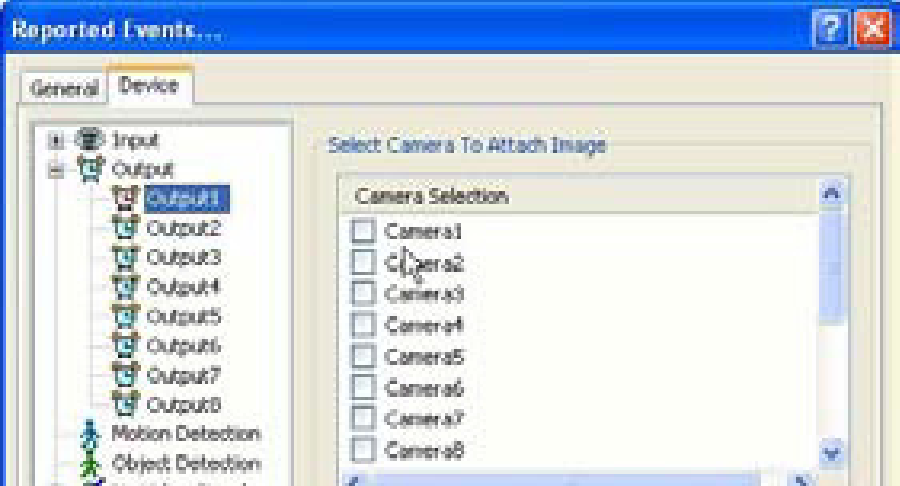 Reported Events...
General
Device
Input
Output
Output1
Output2
Output3
Output4
Output5
Output6
Output7
Output8
Motion Detection
Object Detection
Select Camera To Attach Image
Camera Selection
Camera1
Camera2
Camera3
Camera4
Camera5
Camera6
Camera7
Camera8